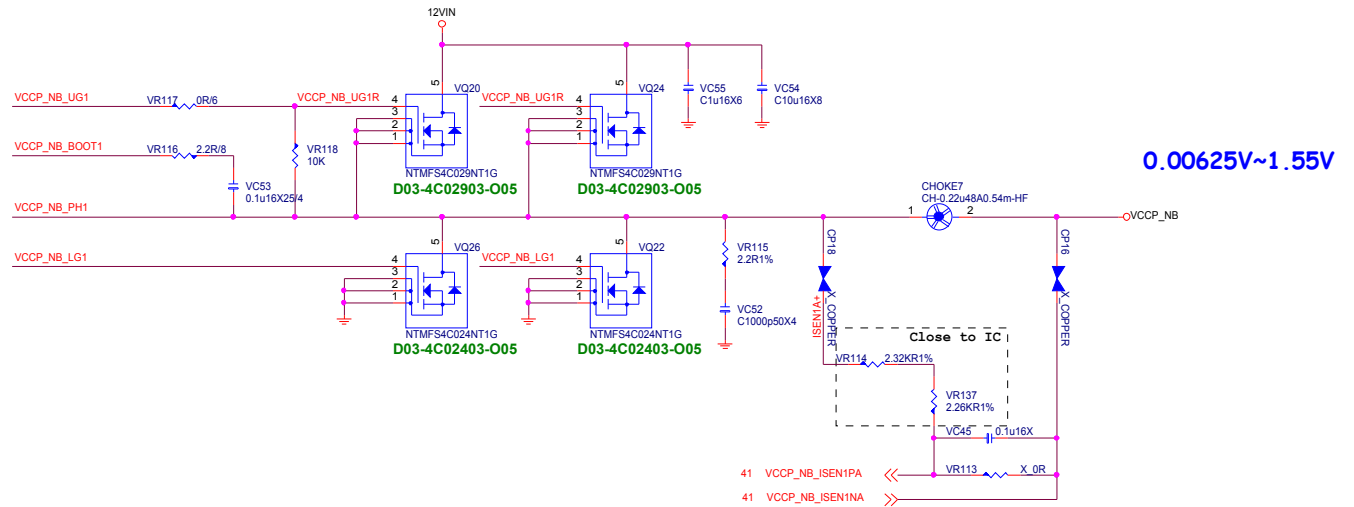 12VIN
VCCP_NB_UG1
VR117
0R/6
VCCP_NB_UG1R
4
3
2
1
5
VQ20
NTMFS4C029NT1G
D03-4C02903-O05
VCCP_NB_UG1R
4
3
2
1
5
VQ24
NTMFS4C029NT1G
D03-4C02903-O05
VC55
C1u16X6
VC54
C10u16X8
VCCP_NB_BOOT1
VR116
2.2R/8
VR118
10K
VC53
0.1u16X25/4
0.00625V~1.55V
VCCP_NB_PH1
CHOKE7
CH-0.22u48A0.54m-HF
1
2
VCCP_NB
VCCP_NB_LG1
4
3
2
1
5
VQ26
NTMFS4C024NT1G
D03-4C02403-O05
VCCP_NB_LG1
4
3
2
1
5
VQ22
NTMFS4C024NT1G
D03-4C02403-O05
VR115
2.2R1%
VC52
C1000p50X4
CP18
X_COPPER
ISEN1A+
CP16
X_COPPER
Close to IC
VR114
2.32KR1%
VR137
2.26KR1%
VC45
0.1u16X
41 VCCP_NB_ISEN1PA
VR113
X_0R
41 VCCP_NB_ISEN1NA